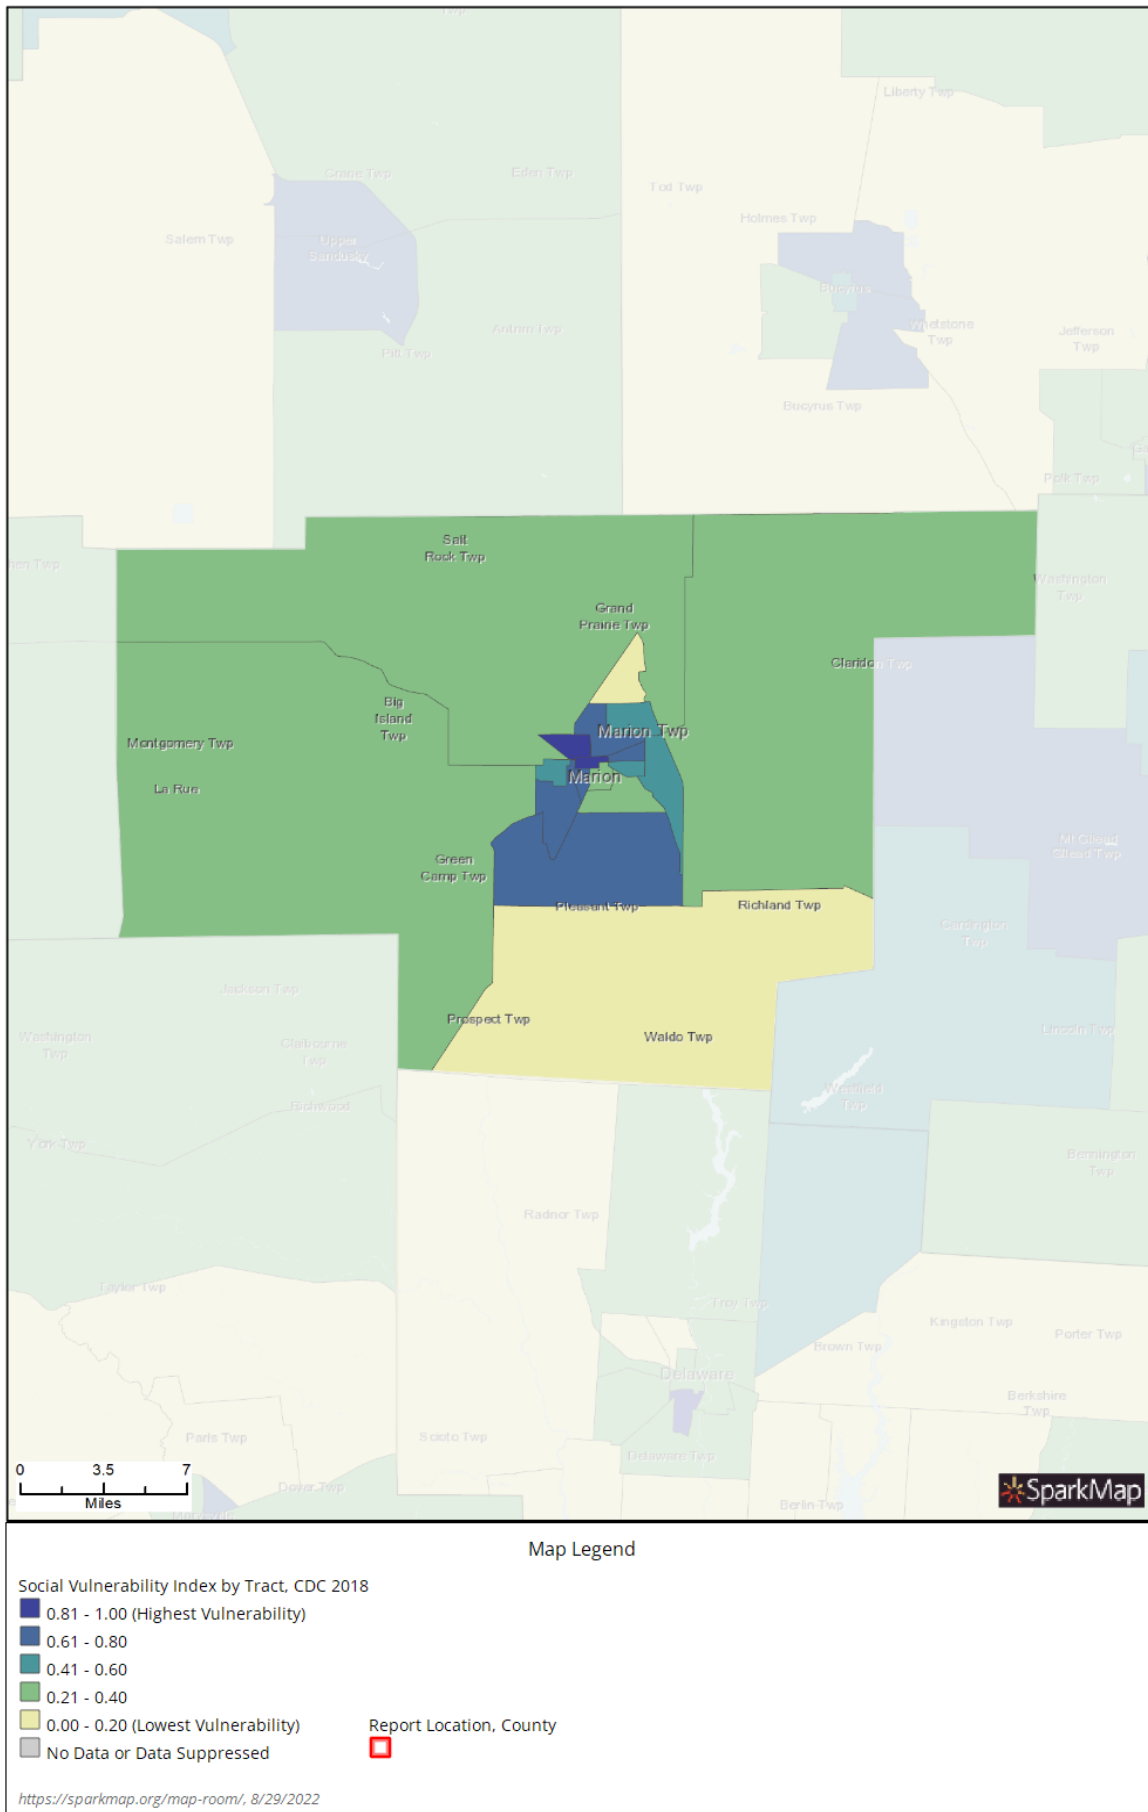 Liberty Twp
Crane Twp
Eden Twp
Tod Twp
Holmes Twp
Salem Twp
Upper
Sandusky
Bucyrus
Antrim Twp
Whetstone
Twp
Jefferson
Twp
Pitt Twp
Bucyrus Twp
Polk Twp
Salt
Rock Twp
Washington
Twp
Grand
Prairie Twp
Claridon Twp
Big
Island
Twp
Marion Twp
Montgomery Twp
Marion
La Rue
Mt Gilead
Gilead Twp
Green
Camp Twp
Pleasant Twp
Richland Twp
Cardington
Twp
Jackson Twp
Prospect Twp
Waldo Twp
Lincoln Twp
Washington
Twp
Claibourne
Twp
Westfield
Twp
Richwood
York Twp
Bennington
Twp
Radnor Twp
Taylor Twp
Troy Twp
Kingston Twp
Porter Twp
Brown Twp
Delaware
Berkshire
Twp
Paris Twp
Scioto Twp
Delaware Twp
Dover Twp
Berlin Twp
Marysville
0 3.5 7
Miles
SparkMap
Map Legend
Social Vulnerability Index by Tract, CDC 2018
0.81 - 1.00 (Highest Vulnerability)
0.61 - 0.80
0.41 - 0.60
0.21 - 0.40
0.00 - 0.20 (Lowest Vulnerability)
Report Location, County
No Data or Data Suppressed
https://sparkmap.org/map-room/, 8/29/2022